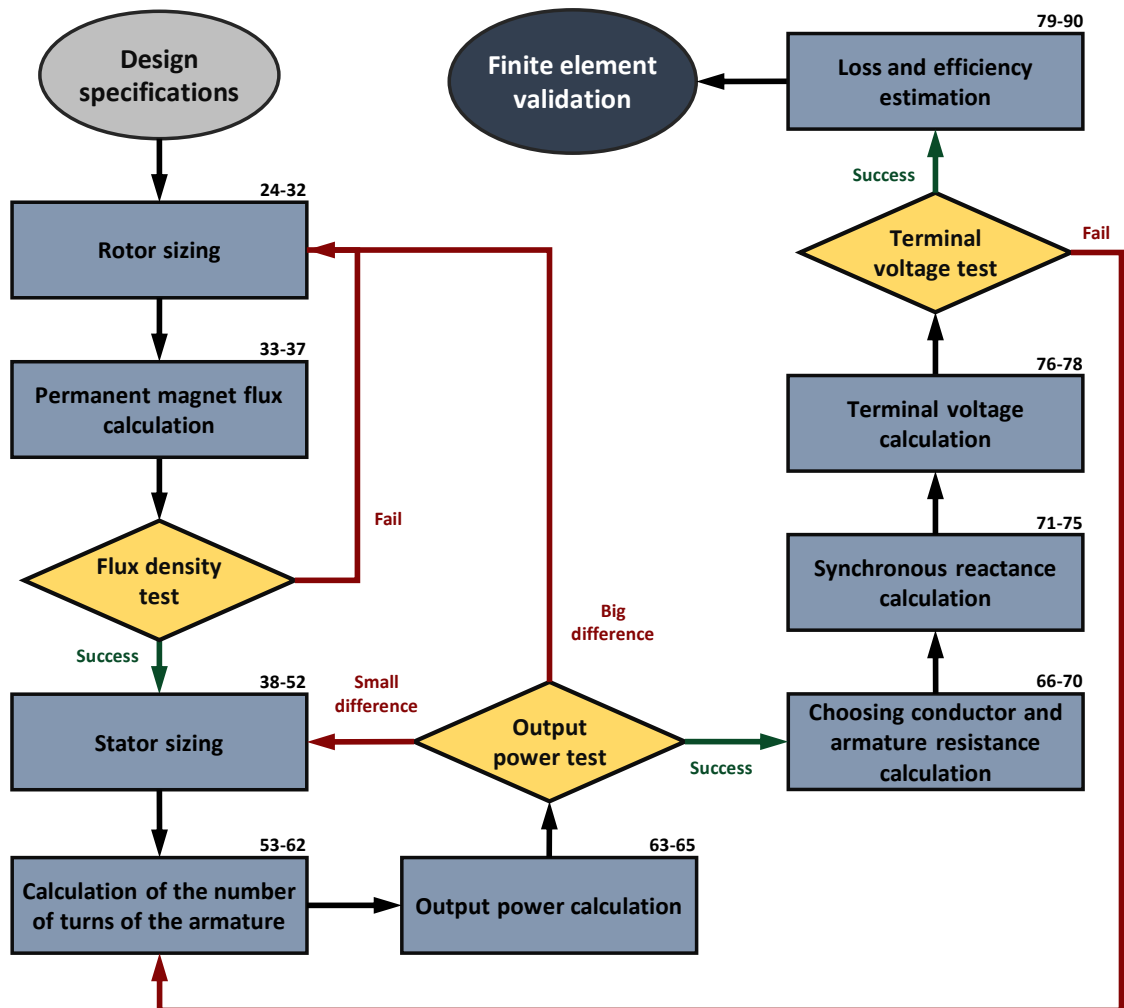 Design
specifications
24-32
Rotor sizing
33-37
Permanent magnet flux
calculation
Flux density
test
Fail
Success
38-52
Stator sizing
53-62
Calculation of the number
of turns of the armature
63-65
Output power calculation
Output
power test
Small
difference
Big
difference
Success
66-70
Choosing conductor and
armature resistance
calculation
71-75
Synchronous reactance
calculation
76-78
Terminal voltage
calculation
Terminal
voltage test
Fail
Success
79-90
Loss and efficiency
estimation
Finite element
validation